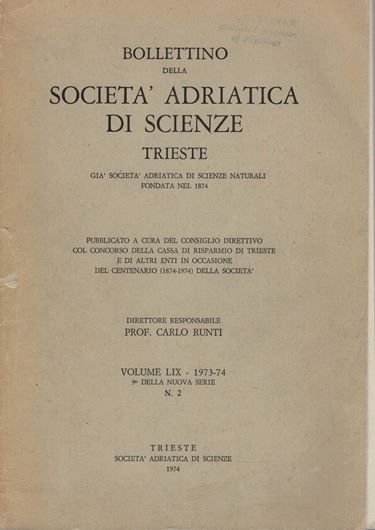 BOLLETTINO
DELLA
SOCIETA' ADRIATICA
DI SCIENZE
TRIESTE
GIA' SOCIETA' ADRIATICA DI SCIENZE NATURALI
FONDATA NEL 1874
PUBBLICATO A CURA DEL CONSIGLIO DIRETTIVO
COL CONCORSO DELLA CASSA DI RISPARMIO DI TRIESTE
E DI ALTRI ENTI IN OCCASIONE
DEL CENTENARIO (1874-1974) DELLA SOCIETA'
DIRETTORE RESPONSABILE
PROF. CARLO RUNTI
VOLUME LIX - 1973-74
9º DELLA NUOVA SERIE
N. 2
TRIESTE
SOCIETA' ADRIATICA DI SCIENZE
1974